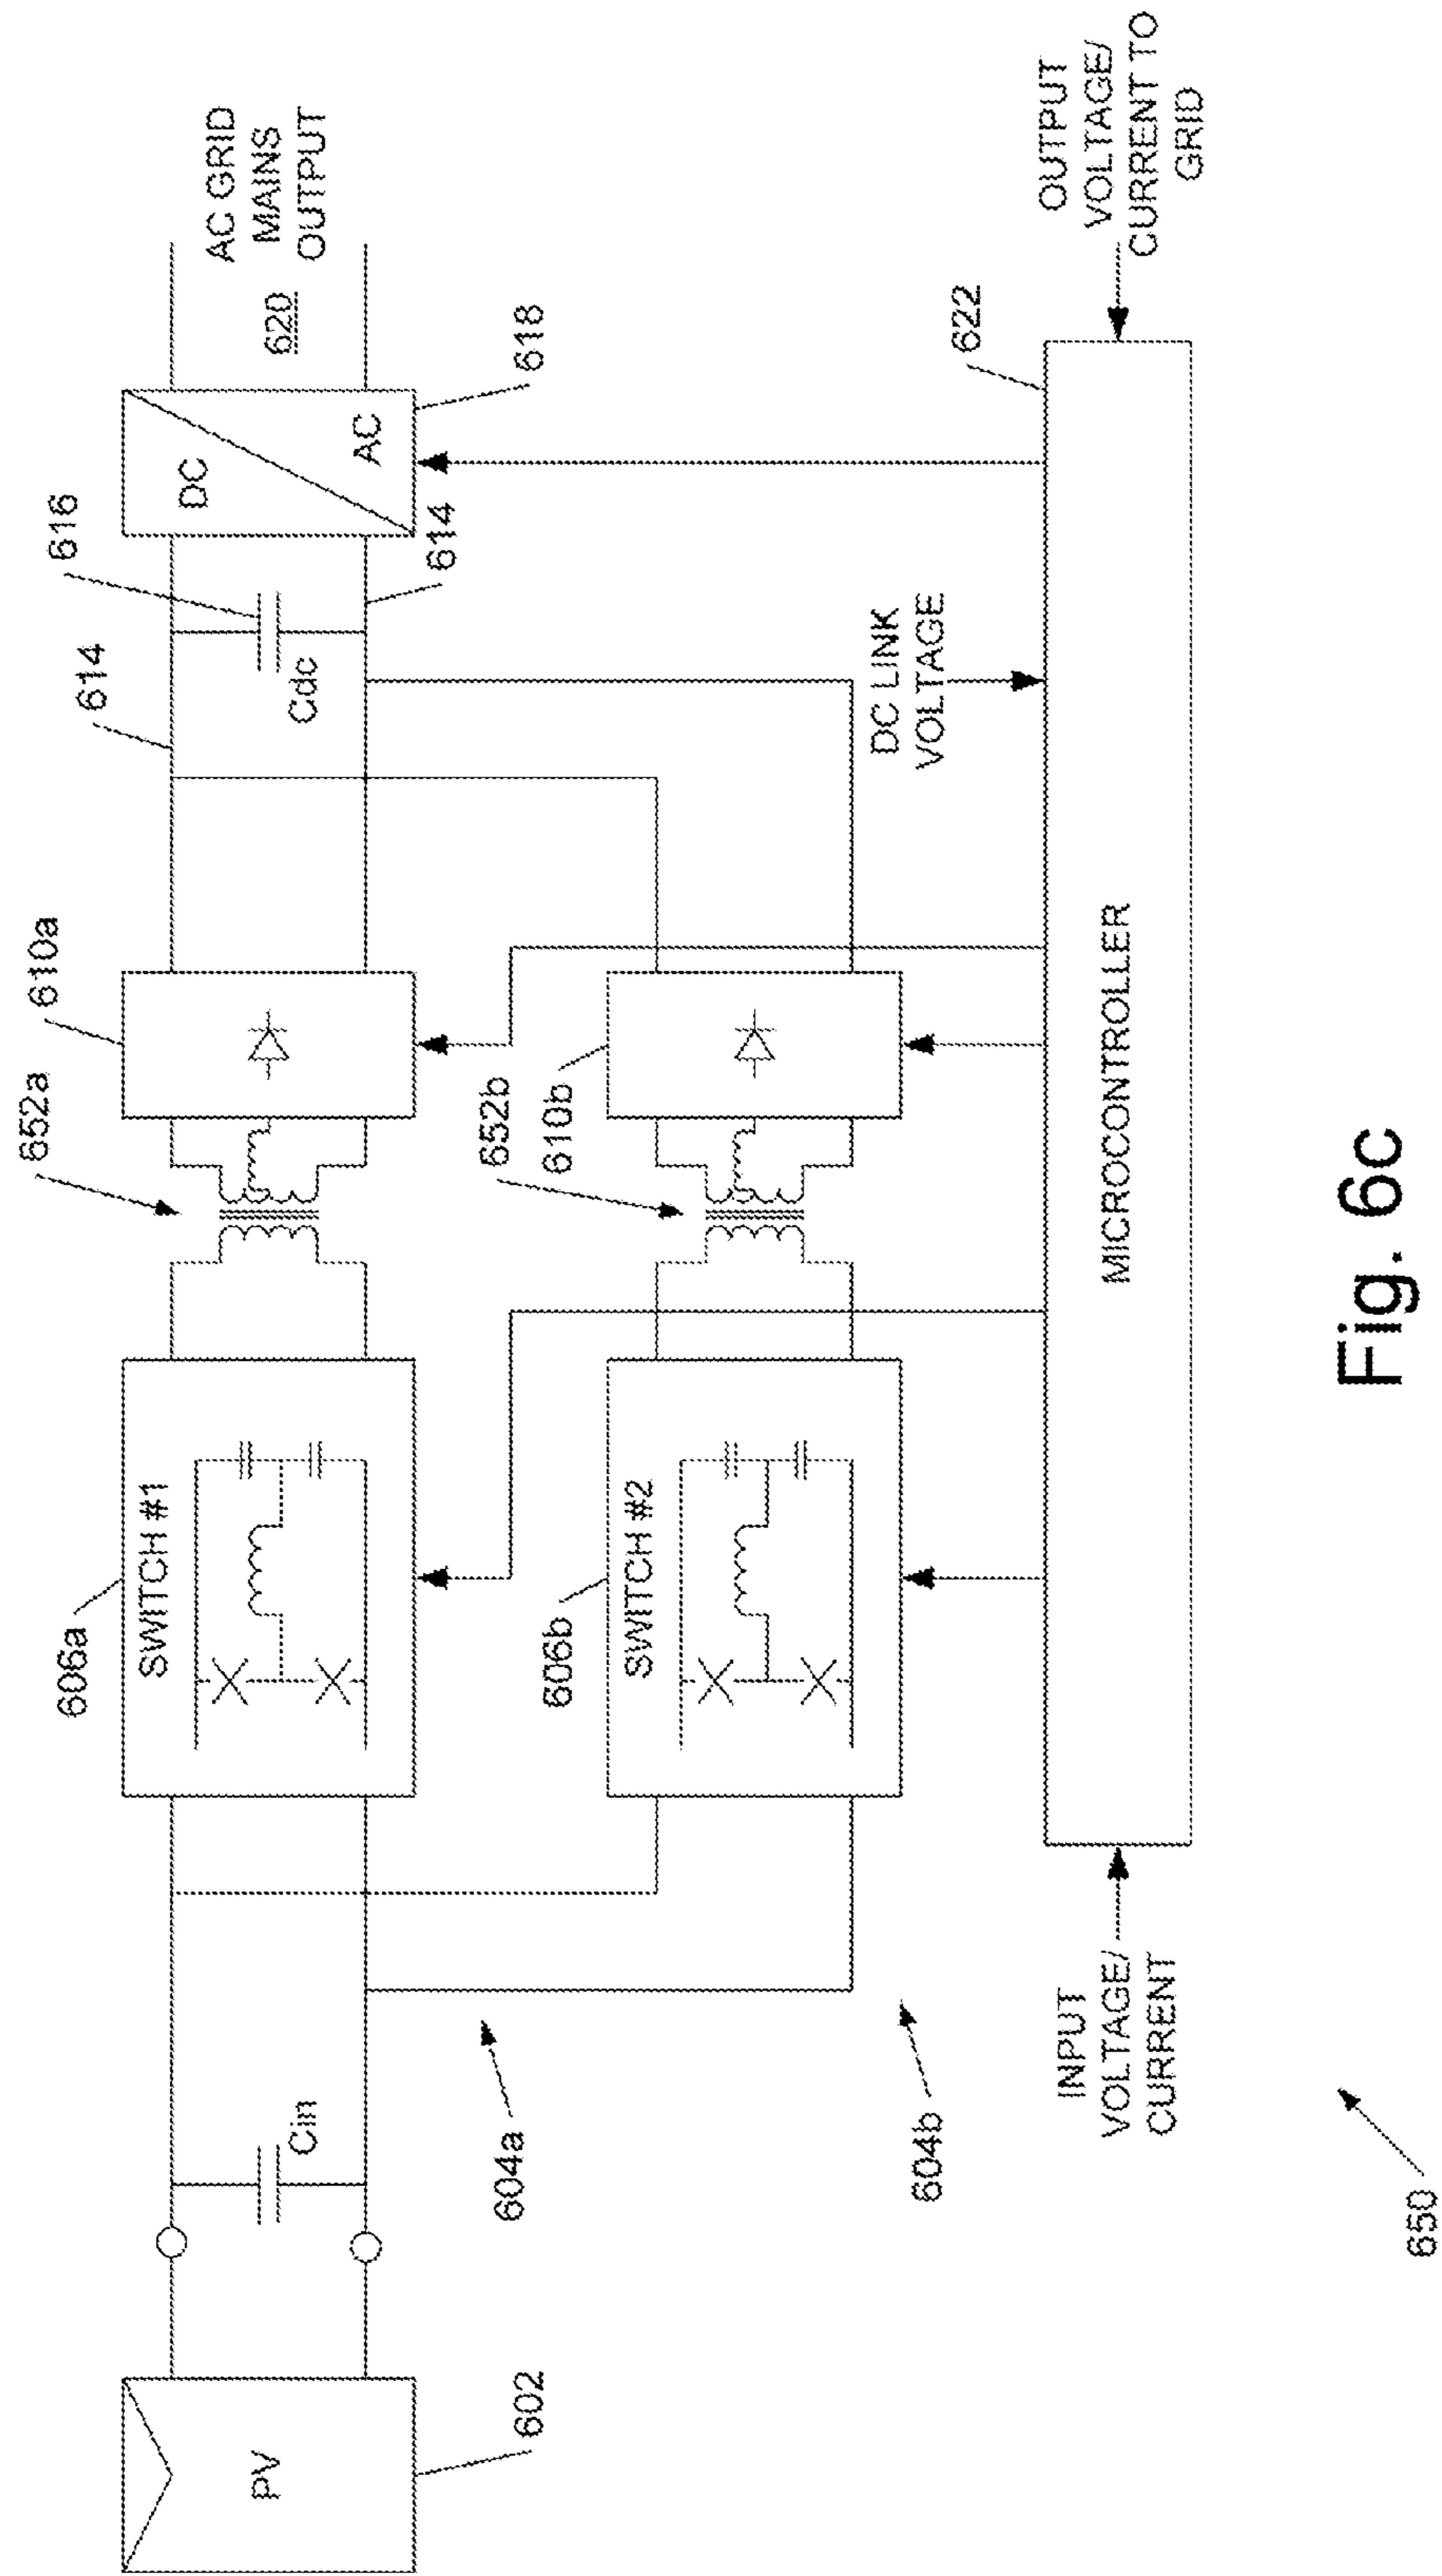 PV
602
Cin
604a
604b
606a
SWITCH #1
606b
SWITCH #2
652a
610a
652b
610b
614
616
Cdc
614
DC
AC
618
AC GRID
MAINS
OUTPUT
620
DC LINK
VOLTAGE
622
MICROCONTROLLER
INPUT
VOLTAGE/
CURRENT
OUTPUT
VOLTAGE/
CURRENT TO
GRID
650
Fig. 6c